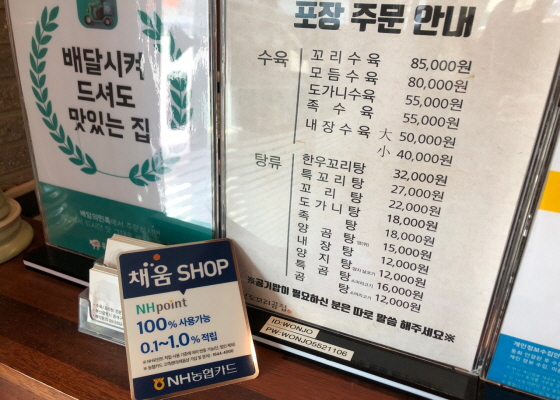 배달시켜
드셔도
맛있는 집
포장 주문 안내
수육 꼬리수육 85,000원
모듬수육 80,000원
도가니수육 55,000원
족수육 55,000원
내장수육 大 50,000원
小 40,000원
탕류 한우꼬리탕 32,000원
특꼬리탕 27,000원
꼬리탕 22,000원
도가니탕 18,000원
족탕 18,000원
양곰탕 15,000원
내장탕 12,000원
양지탕 12,000원
특곰탕 16,000원
곰탕 12,000원
※공기밥이 필요하신 분은 따로 말씀 해주세요※
ID:WONJO
PW:WONJO5521106
채움 SHOP
NH point
100% 사용가능
0.1~1.0% 적립
NH농협카드